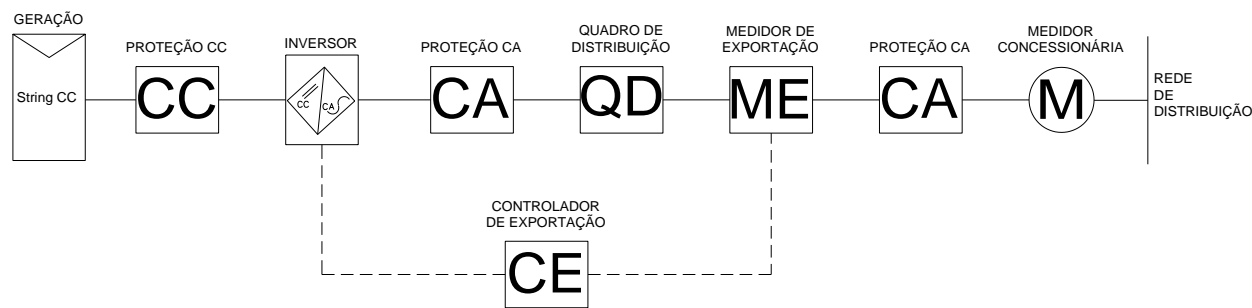 GERAÇÃO
String CC
PROTEÇÃO CC
CC
INVERSOR
CC
CA
PROTEÇÃO CA
CA
QUADRO DE
DISTRIBUIÇÃO
QD
MEDIDOR DE
EXPORTAÇÃO
ME
PROTEÇÃO CA
CA
MEDIDOR
CONCESSIONÁRIA
M
REDE
DE
DISTRIBUIÇÃO
CONTROLADOR
DE EXPORTAÇÃO
CE